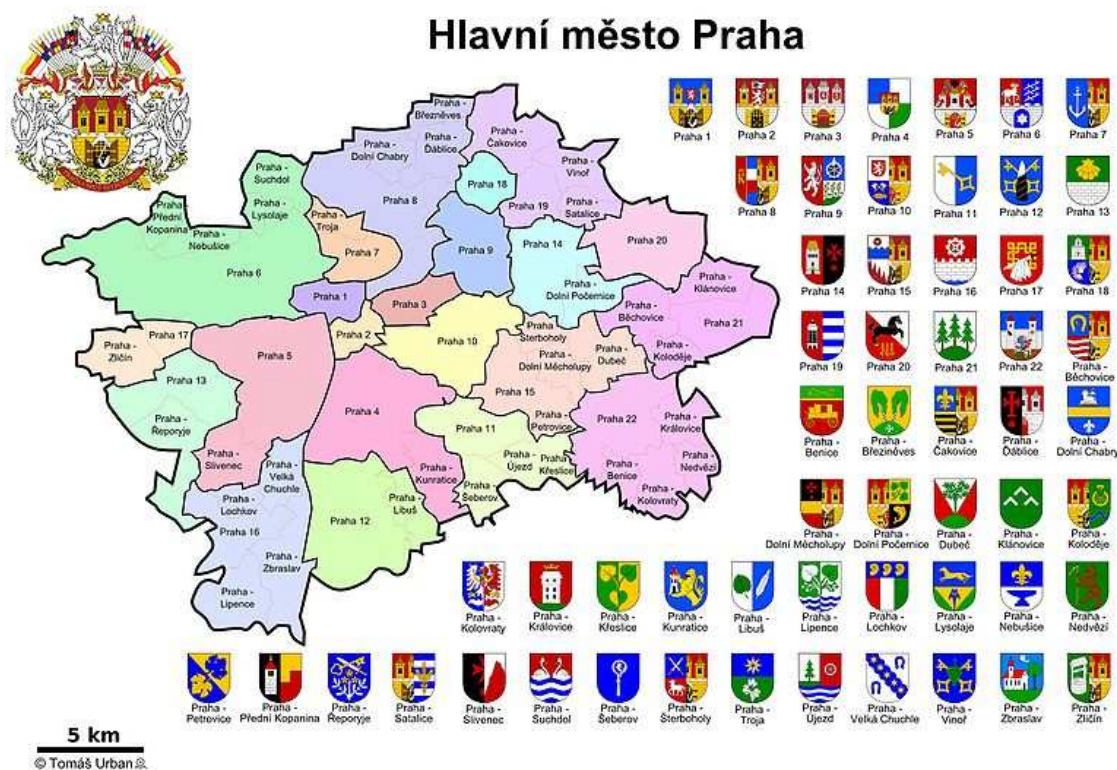 Hlavní město Praha
Praha 1
Praha 2
Praha 3
Praha 4
Praha 5
Praha 6
Praha 7
Praha 8
Praha 9
Praha 10
Praha 11
Praha 12
Praha 13
Praha 14
Praha 15
Praha 16
Praha 17
Praha 18
Praha 19
Praha 20
Praha 21
Praha 22
Praha -
Běchovice
Praha -
Benice
Praha -
Březiněves
Praha -
Čakovice
Praha -
Ďáblice
Praha -
Dolní Chabry
Praha -
Dolní Měcholupy
Praha -
Dolní Počernice
Praha -
Dubeč
Praha -
Klánovice
Praha -
Koloděje
Praha -
Kolovraty
Praha -
Královice
Praha -
Křeslice
Praha -
Kunratice
Praha -
Libuš
Praha -
Lipence
Praha -
Lochkov
Praha -
Lysolaje
Praha -
Nebušice
Praha -
Nedvězí
Praha -
Petrovice
Praha -
Přední Kopanina
Praha -
Řeporyje
Praha -
Satalice
Praha -
Slivenec
Praha -
Suchdol
Praha -
Šeberov
Praha -
Štěrboholy
Praha -
Troja
Praha -
Újezd
Praha -
Velká Chuchle
Praha -
Vinoř
Praha -
Zbraslav
Praha -
Zličín
Praha -
Březněves
Praha -
Ďáblice
Praha -
Dolní Chabry
Praha -
Čakovice
Praha -
Vinoř
Praha -
Satalice
Praha 18
Praha 19
Praha 8
Praha -
Suchdol
Praha -
Lysolaje
Praha
Přední
Kopanina
Praha -
Nebušice
Praha 6
Praha -
Troja
Praha 7
Praha 9
Praha 14
Praha 20
Praha -
Dolní Počernice
Praha -
Klánovice
Praha -
Běchovice
Praha 21
Praha -
Koloděje
Praha 1
Praha 3
Praha 2
Praha 10
Praha
Štěrboholy
Praha -
Dubeč
Praha -
Dolní Měcholupy
Praha 15
Praha -
Petrovice
Praha 17
Praha -
Zličín
Praha 13
Praha -
Řeporyje
Praha 5
Praha -
Slivenec
Praha 4
Praha -
Kunratice
Praha 11
Praha -
Újezd
Praha
Křeslice
Praha -
Šeberov
Praha 22
Praha -
Královice
Praha -
Nedvězí
Praha -
Benice
Praha -
Kolovraty
Praha -
Velká
Chuchle
Praha -
Lochkov
Praha 16
Praha -
Zbraslav
Praha -
Lipence
Praha 12
Praha -
Libuš
5 km
© Tomáš Urban